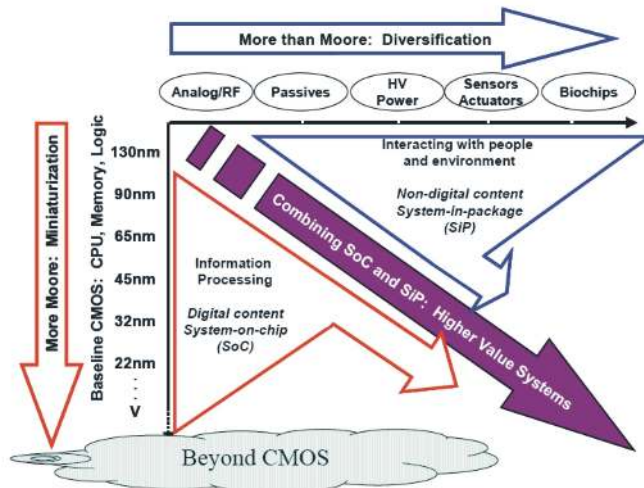 More than Moore: Diversification
Analog/RF
Passives
HV
Power
Sensors
Actuators
Biochips
More Moore: Miniaturization
Baseline CMOS: CPU, Memory, Logic
130nm
90nm
65nm
45nm
32nm
22nm
.
.
.
.
V
Interacting with people
and environment
Non-digital content
System-in-package
(SiP)
Combining SoC and SiP: Higher Value Systems
Information
Processing
Digital content
System-on-chip
(SoC)
Beyond CMOS